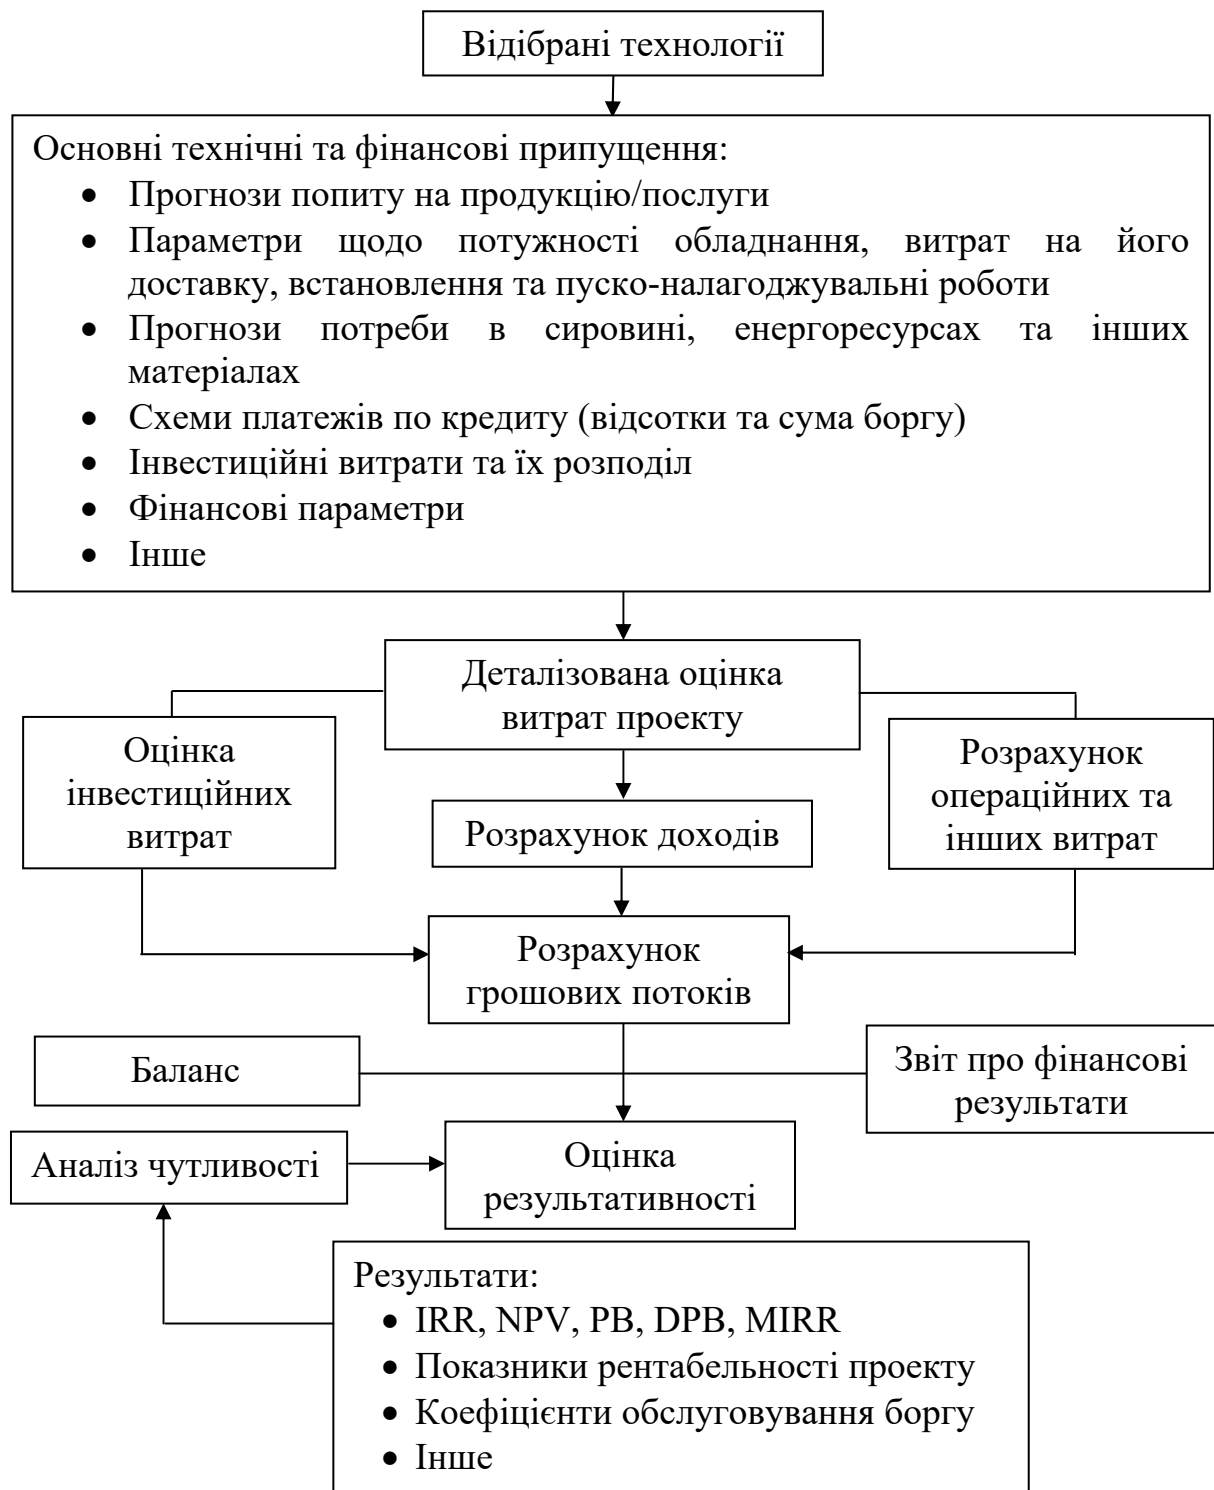 Відібрані технології
Основні технічні та фінансові припущення:
• Прогнози попиту на продукцію/послуги
• Параметри щодо потужності обладнання, витрат на його
доставку, встановлення та пуско-налагоджувальні роботи
• Прогнози потреби в сировині, енергоресурсах та інших
матеріалах
• Схеми платежів по кредиту (відсотки та сума боргу)
• Інвестиційні витрати та їх розподіл
• Фінансові параметри
• Інше
Деталізована оцінка
витрат проекту
Оцінка
інвестиційних
витрат
Розрахунок доходів
Розрахунок
операційних та
інших витрат
Розрахунок
грошових потоків
Баланс
Звіт про фінансові
результати
Аналіз чутливості
Оцінка
результативності
Результати:
• IRR, NPV, PB, DPB, MIRR
• Показники рентабельності проекту
• Коефіцієнти обслуговування боргу
• Інше